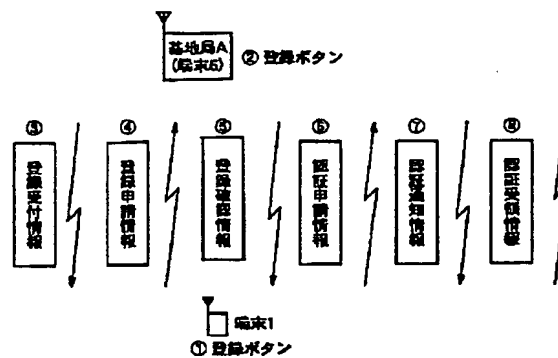 基地局A
(端末6)
② 登録ボタン
③
登録受付情報
④
登録申請情報
⑤
登録確認情報
⑥
認証申請情報
⑦
認証通知情報
⑧
認証受領情報
端末1
① 登録ボタン